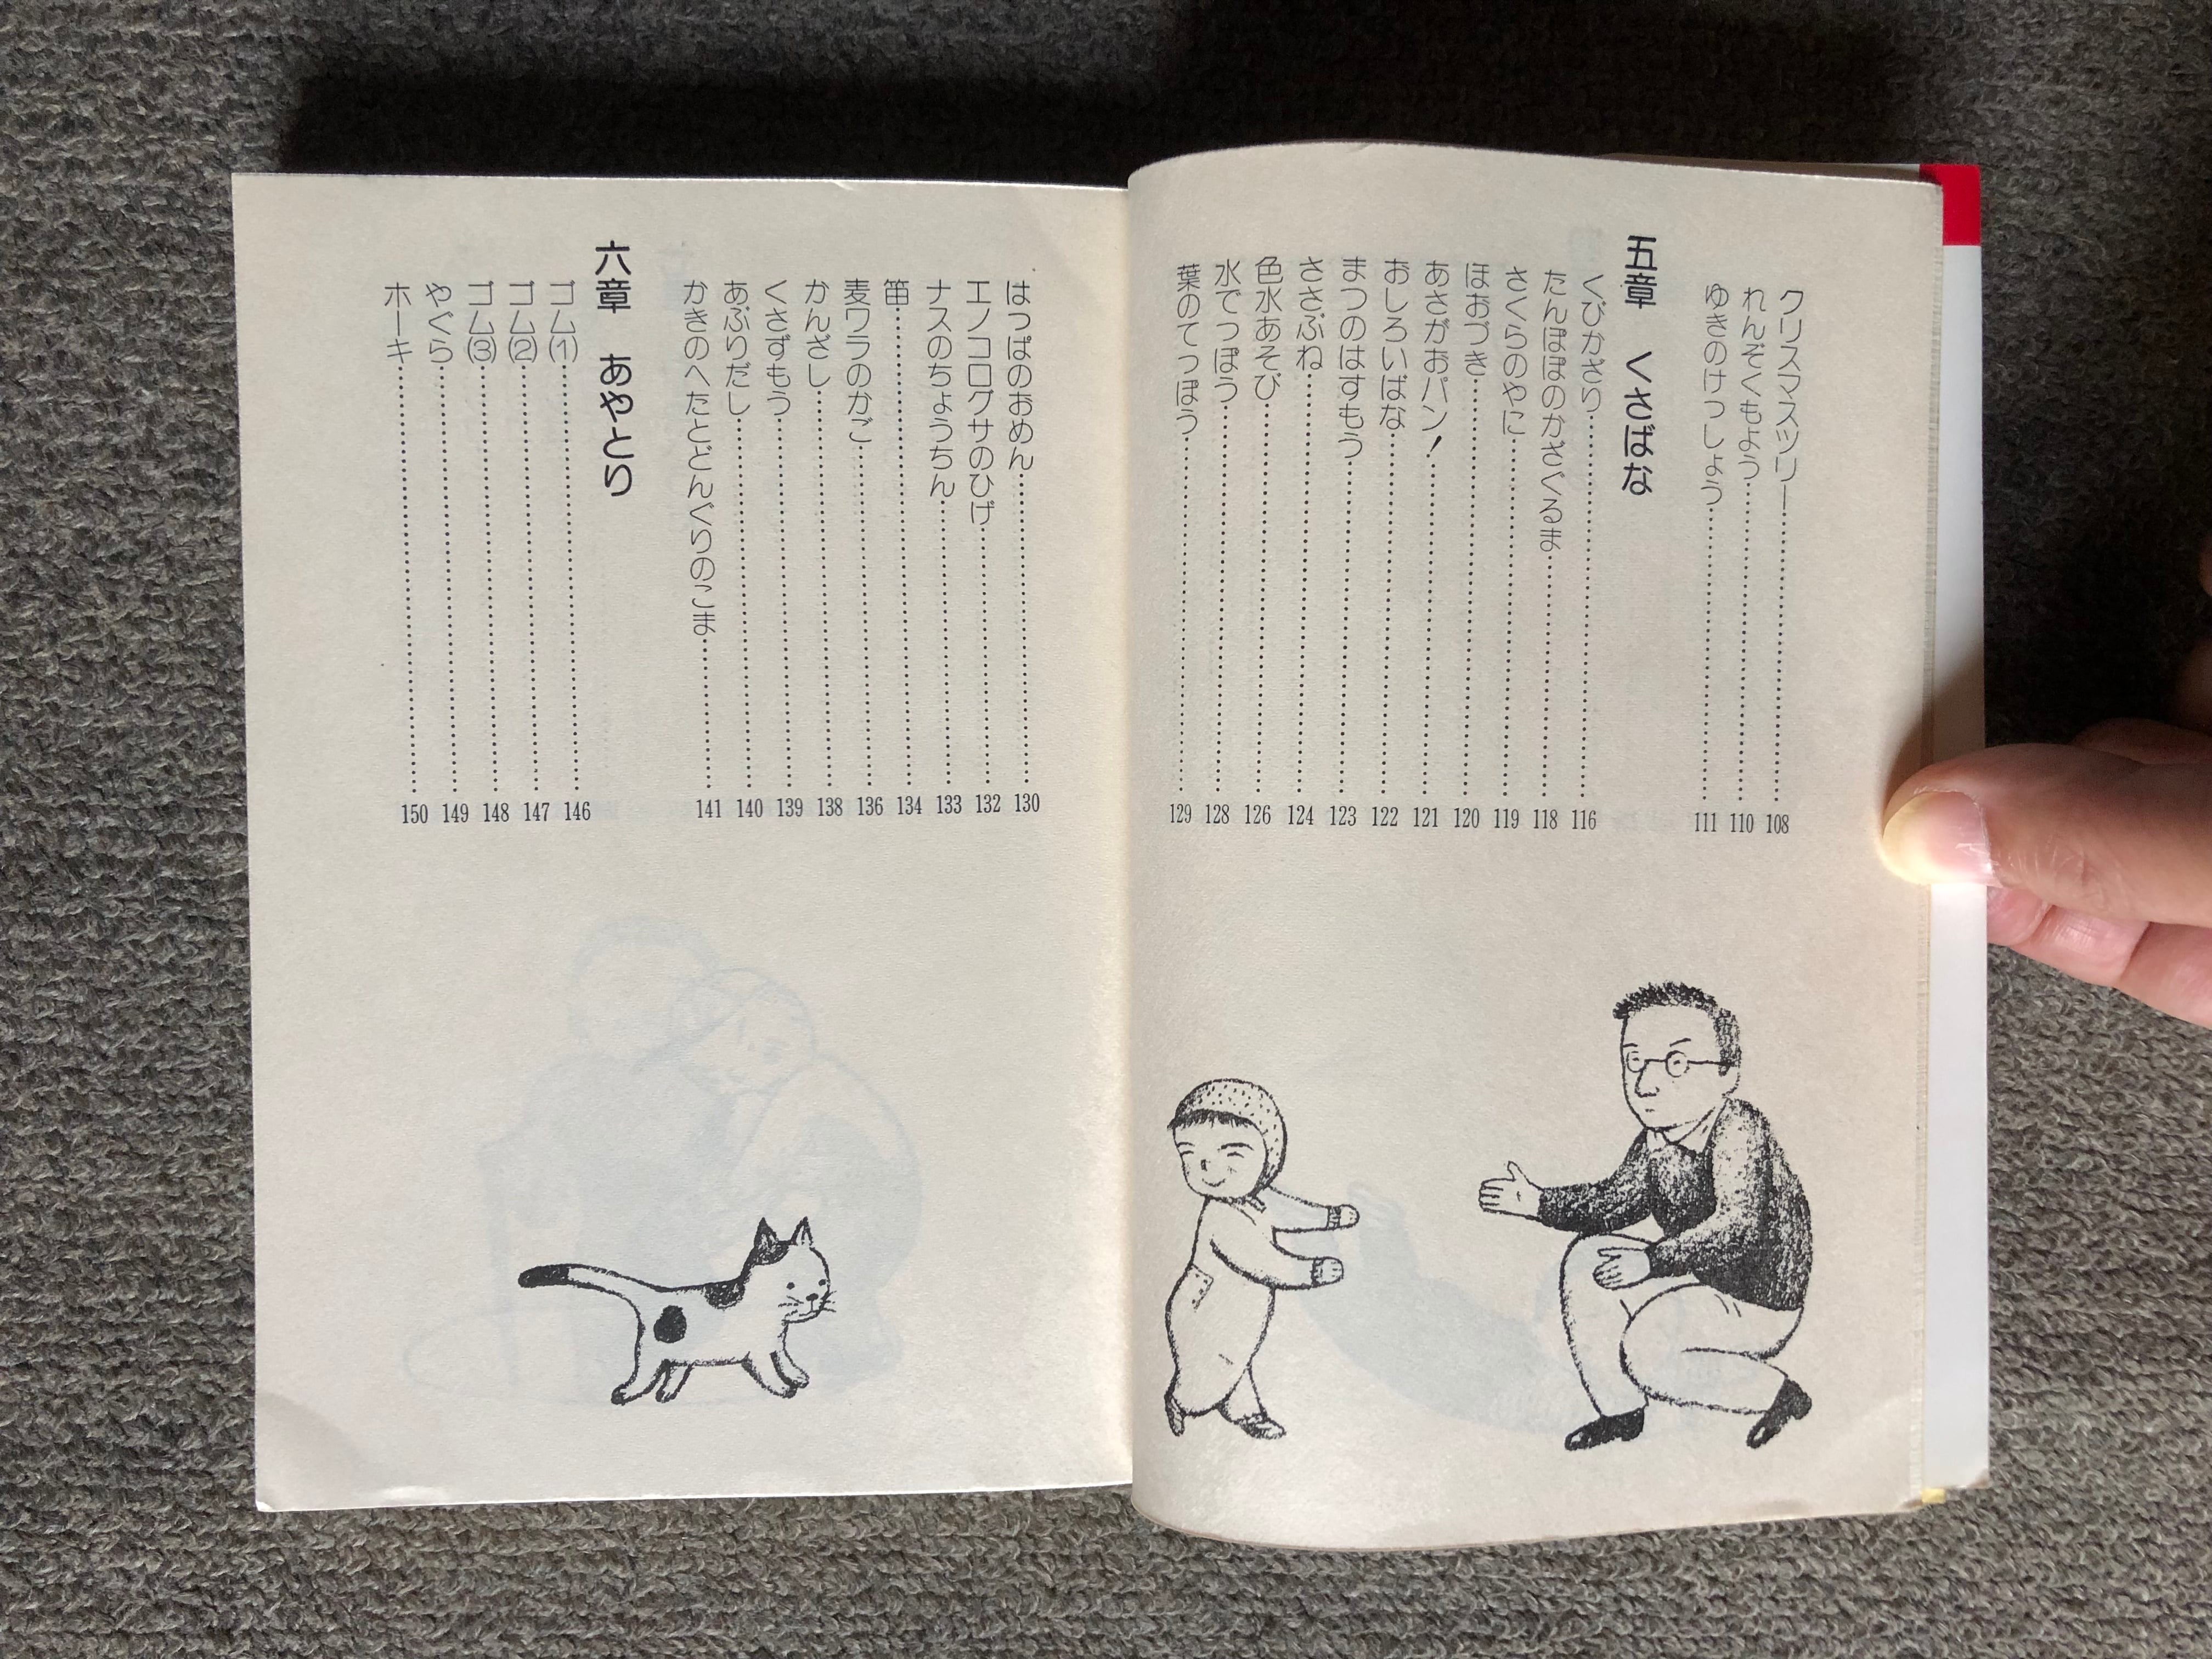 クリスマスツリー……108
れんぞくもよう……110
ゆきのけっしょう……111
五章　くさばな
くびかざり……116
たんぽぽのかざぐるま……118
さくらのやに……119
ほおづき……120
あさがおパン！……121
おしろいばな……122
まつのはすもう……123
ささぶね……124
色水あそび……126
水でっぽう……128
葉のてっぽう……129
はっぱのおめん……130
エノコログサのひげ……132
ナスのちょうちん……133
笛……134
麦ワラのかご……136
かんざし……138
くさずもう……139
あぶりだし……140
かきのへたとどんぐりのこま……141
六章　あやとり
ゴム(1)……146
ゴム(2)……147
ゴム(3)……148
やぐら……149
ホーキ……150